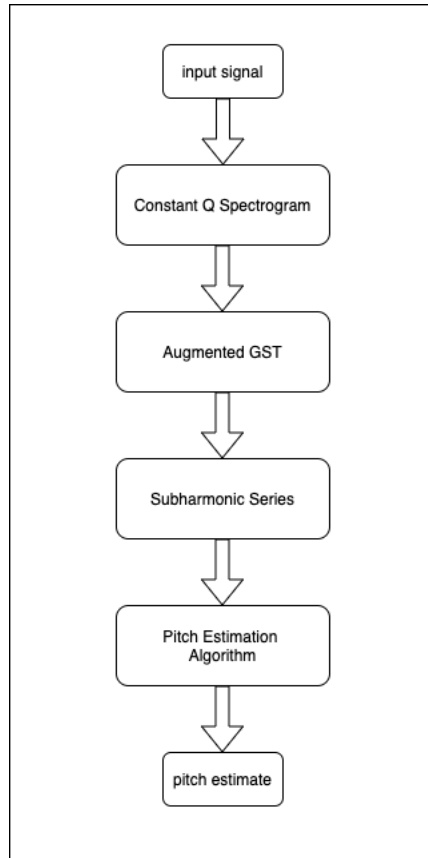 input signal
Constant Q Spectrogram
Augmented GST
Subharmonic Series
Pitch Estimation
Algorithm
pitch estimate